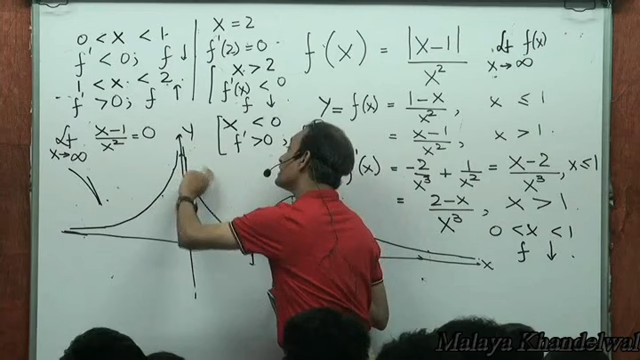 0 < x < 1
f' < 0; f ↓
1 < x < 2
f' > 0; f ↑
Lt x→∞ (x-1)/x² = 0
x = 2
f'(2) = 0
x > 2
f'(x) < 0
f ↓
x < 0
f' > 0
f(x) = |x-1|/x²
Lt x→∞ f(x)
y = f(x) = (1-x)/x², x ≤ 1
= (x-1)/x², x > 1
'(x) = -2/x³ + 1/x² = (x-2)/x³, x ≤ 1
= (2-x)/x³, x > 1
0 < x < 1
f ↓
y
x
Malaya Khandelwal